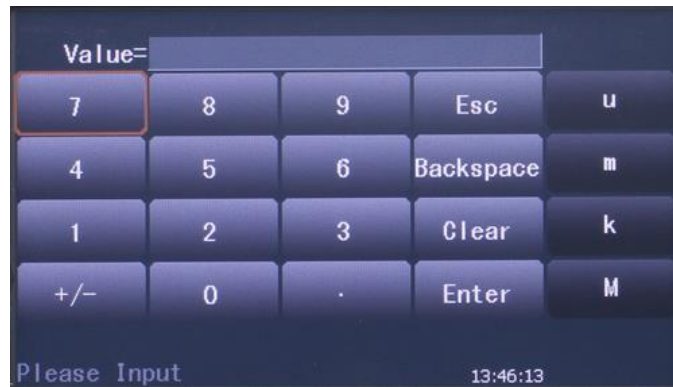 Value=
7 8 9 Esc u
4 5 6 Backspace m
1 2 3 Clear k
+/- 0 . Enter M
Please Input 13:46:13